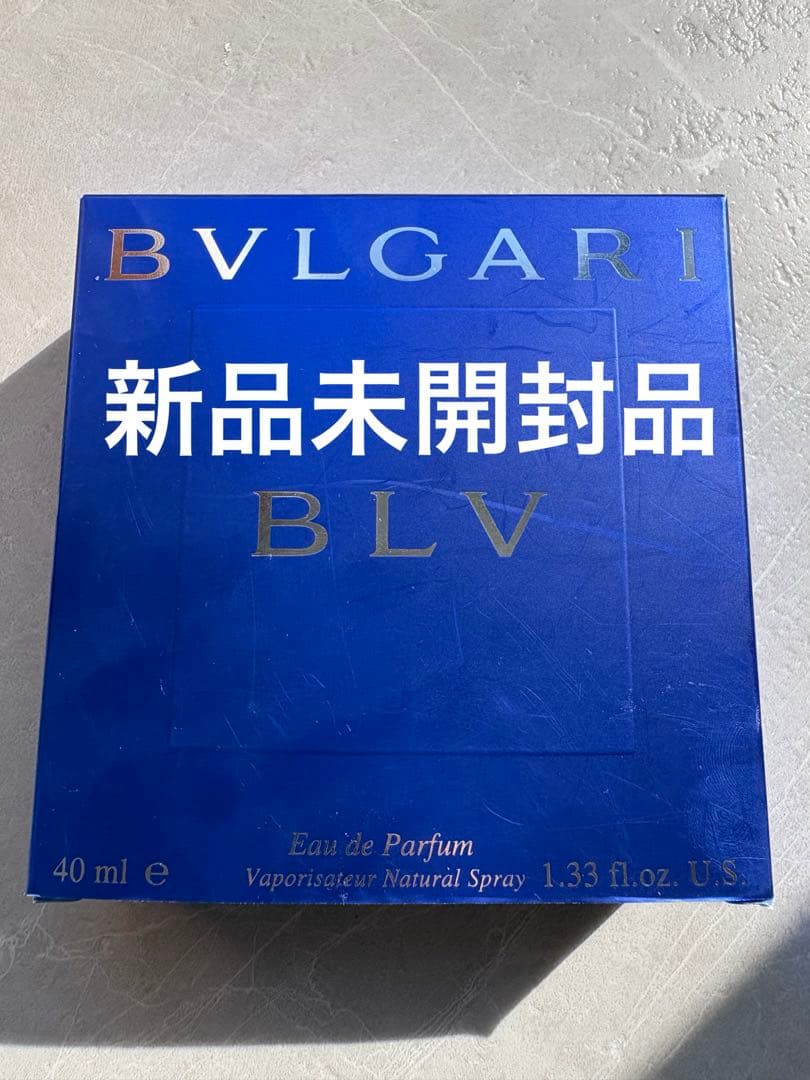 BVLGARI
新品未開封品
BLV
Eau de Parfum
40 ml e Vaporisateur Natural Spray 1.33 fl.oz. U.S.